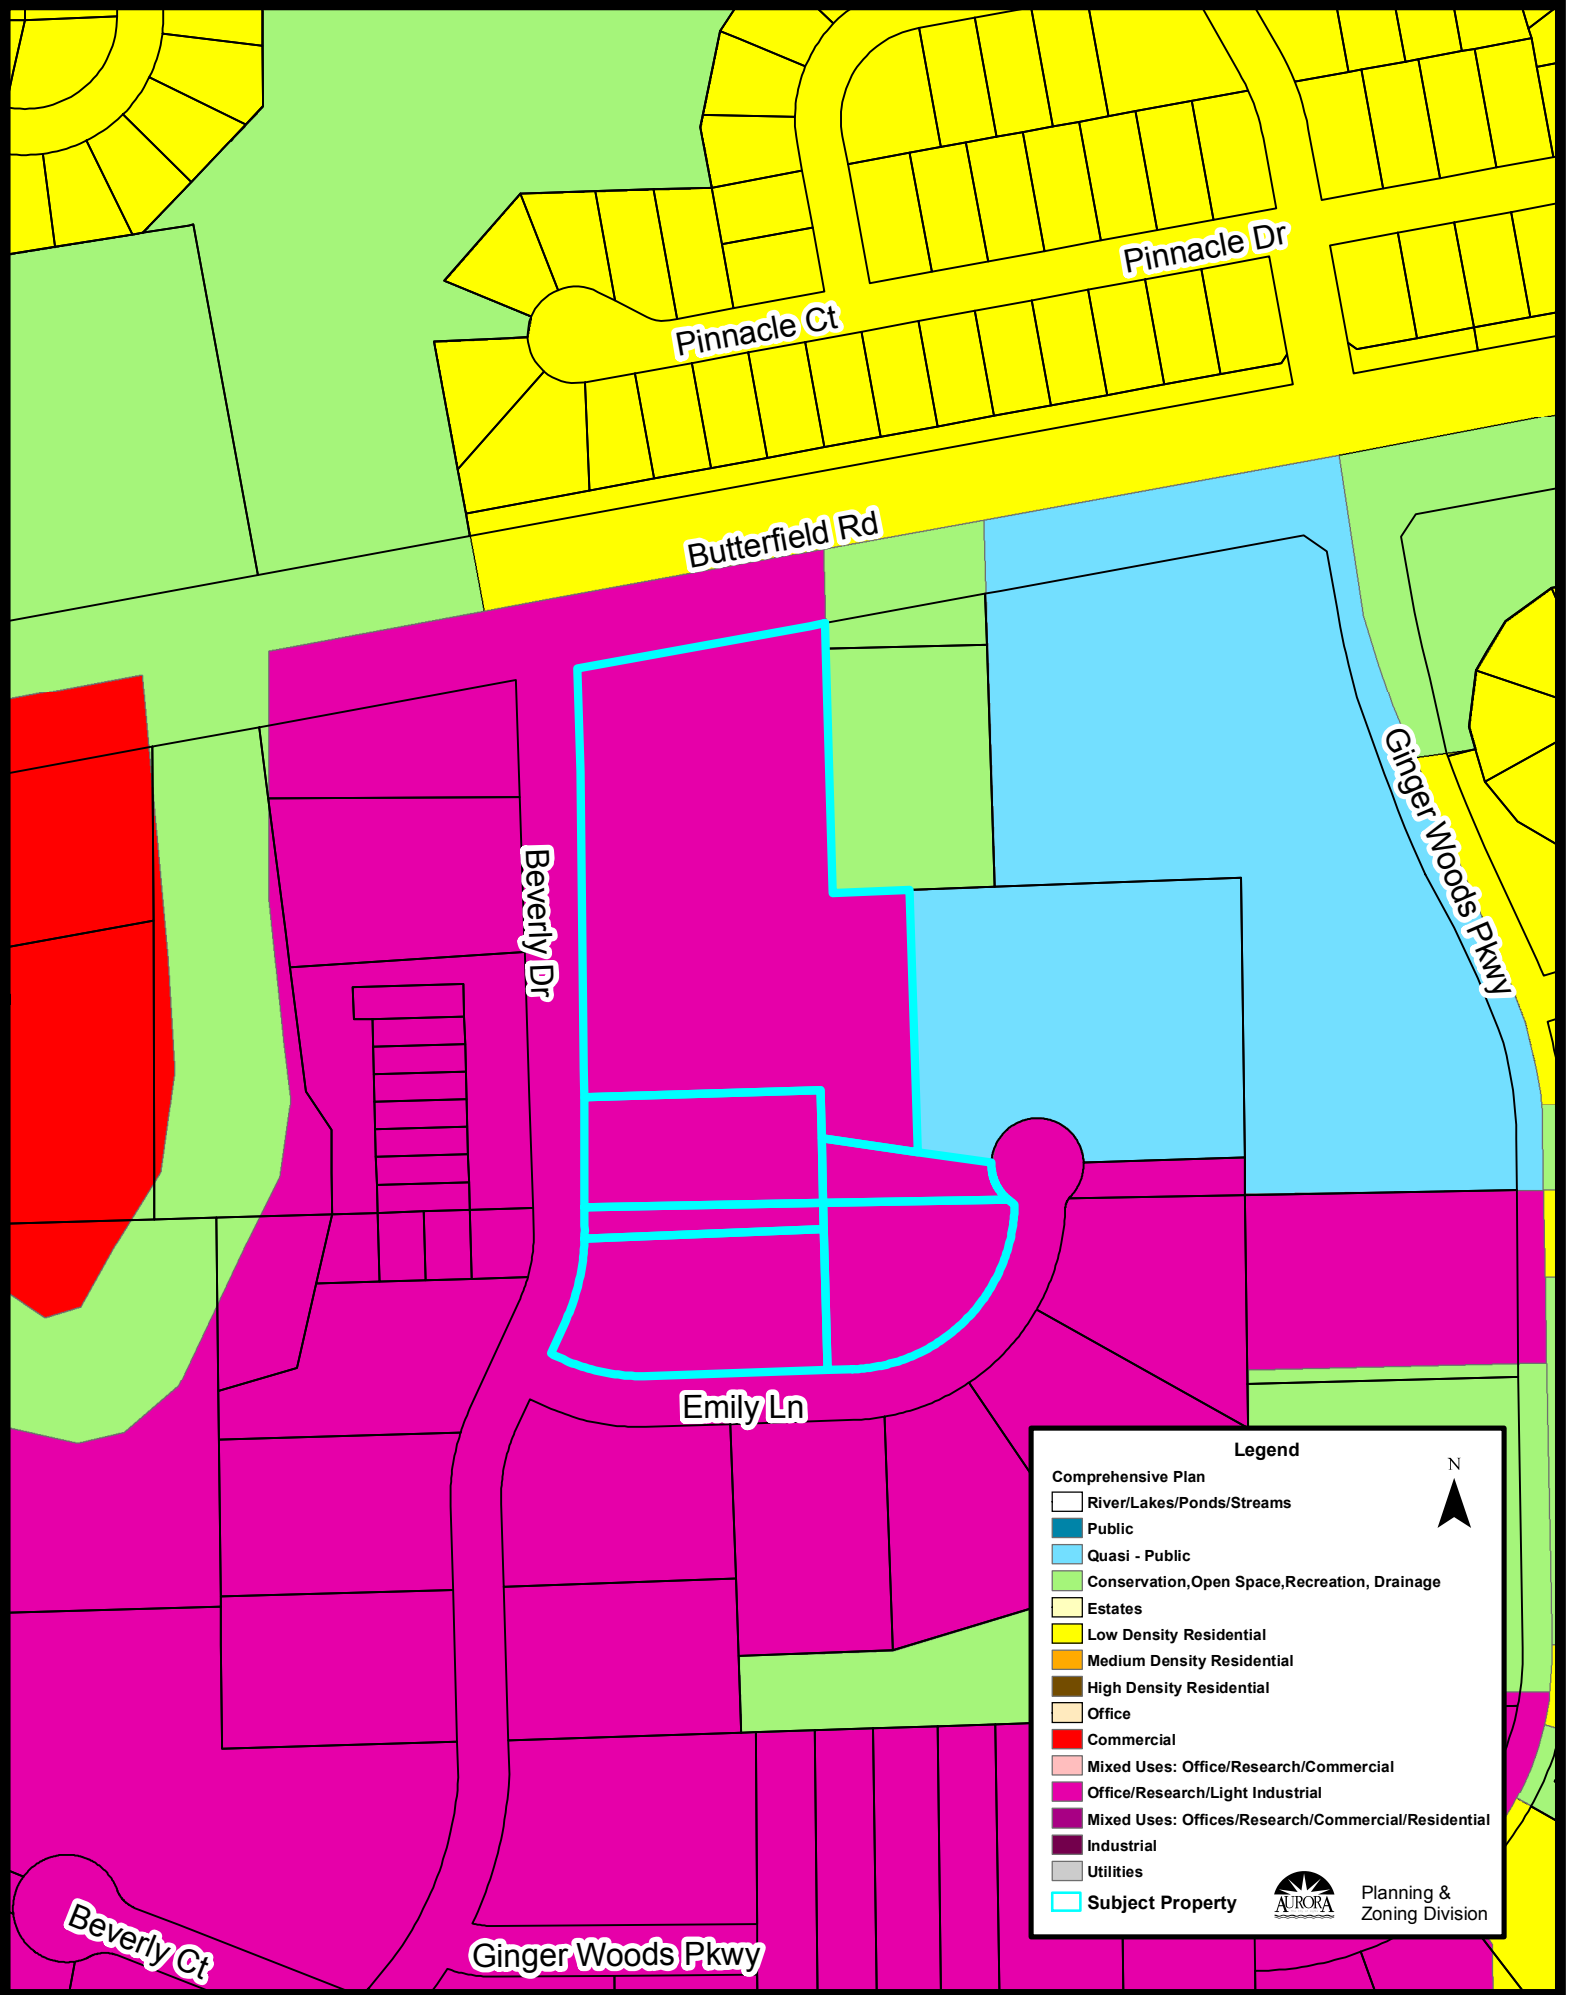 Pinnacle Dr
Pinnacle Ct
Butterfield Rd
Ginger Woods Pkwy
Beverly Dr
Emily Ln
Legend
N
Comprehensive Plan
River/Lakes/Ponds/Streams
Public
Quasi - Public
Conservation,Open Space,Recreation, Drainage
Estates
Low Density Residential
Medium Density Residential
High Density Residential
Office
Commercial
Mixed Uses: Office/Research/Commercial
Office/Research/Light Industrial
Mixed Uses: Offices/Research/Commercial/Residential
Industrial
Utilities
Subject Property
AURORA
Planning &
Zoning Division
Beverly Ct
Ginger Woods Pkwy